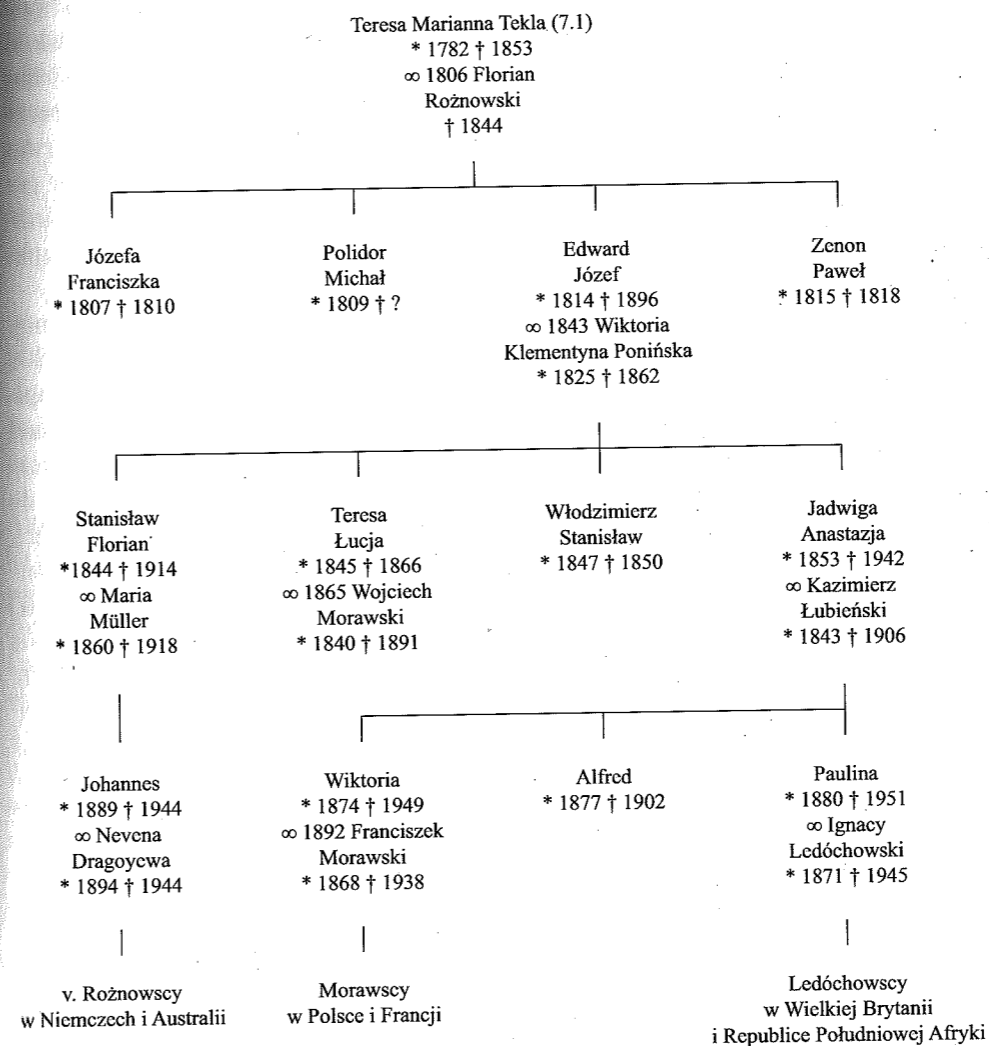 Teresa Marianna Tekla (7.1)
* 1782 † 1853
∞ 1806 Florian
Rożnowski
† 1844
Józefa
Franciszka
* 1807 † 1810
Polidor
Michał
* 1809 † ?
Edward
Józef
* 1814 † 1896
∞ 1843 Wiktoria
Klementyna Ponińska
* 1825 † 1862
Zenon
Paweł
* 1815 † 1818
Stanisław
Florian
*1844 † 1914
∞ Maria
Müller
* 1860 † 1918
Teresa
Łucja
* 1845 † 1866
∞ 1865 Wojciech
Morawski
* 1840 † 1891
Włodzimierz
Stanisław
* 1847 † 1850
Jadwiga
Anastazja
* 1853 † 1942
∞ Kazimierz
Łubieński
* 1843 † 1906
Johannes
* 1889 † 1944
∞ Nevena
Dragoyewa
* 1894 † 1944
Wiktoria
* 1874 † 1949
∞ 1892 Franciszek
Morawski
* 1868 † 1938
Alfred
* 1877 † 1902
Paulina
* 1880 † 1951
∞ Ignacy
Ledóchowski
* 1871 † 1945
v. Rożnowscy
w Niemczech i Australii
Morawscy
w Polsce i Francji
Ledóchowscy
w Wielkiej Brytanii
i Republice Południowej Afryki